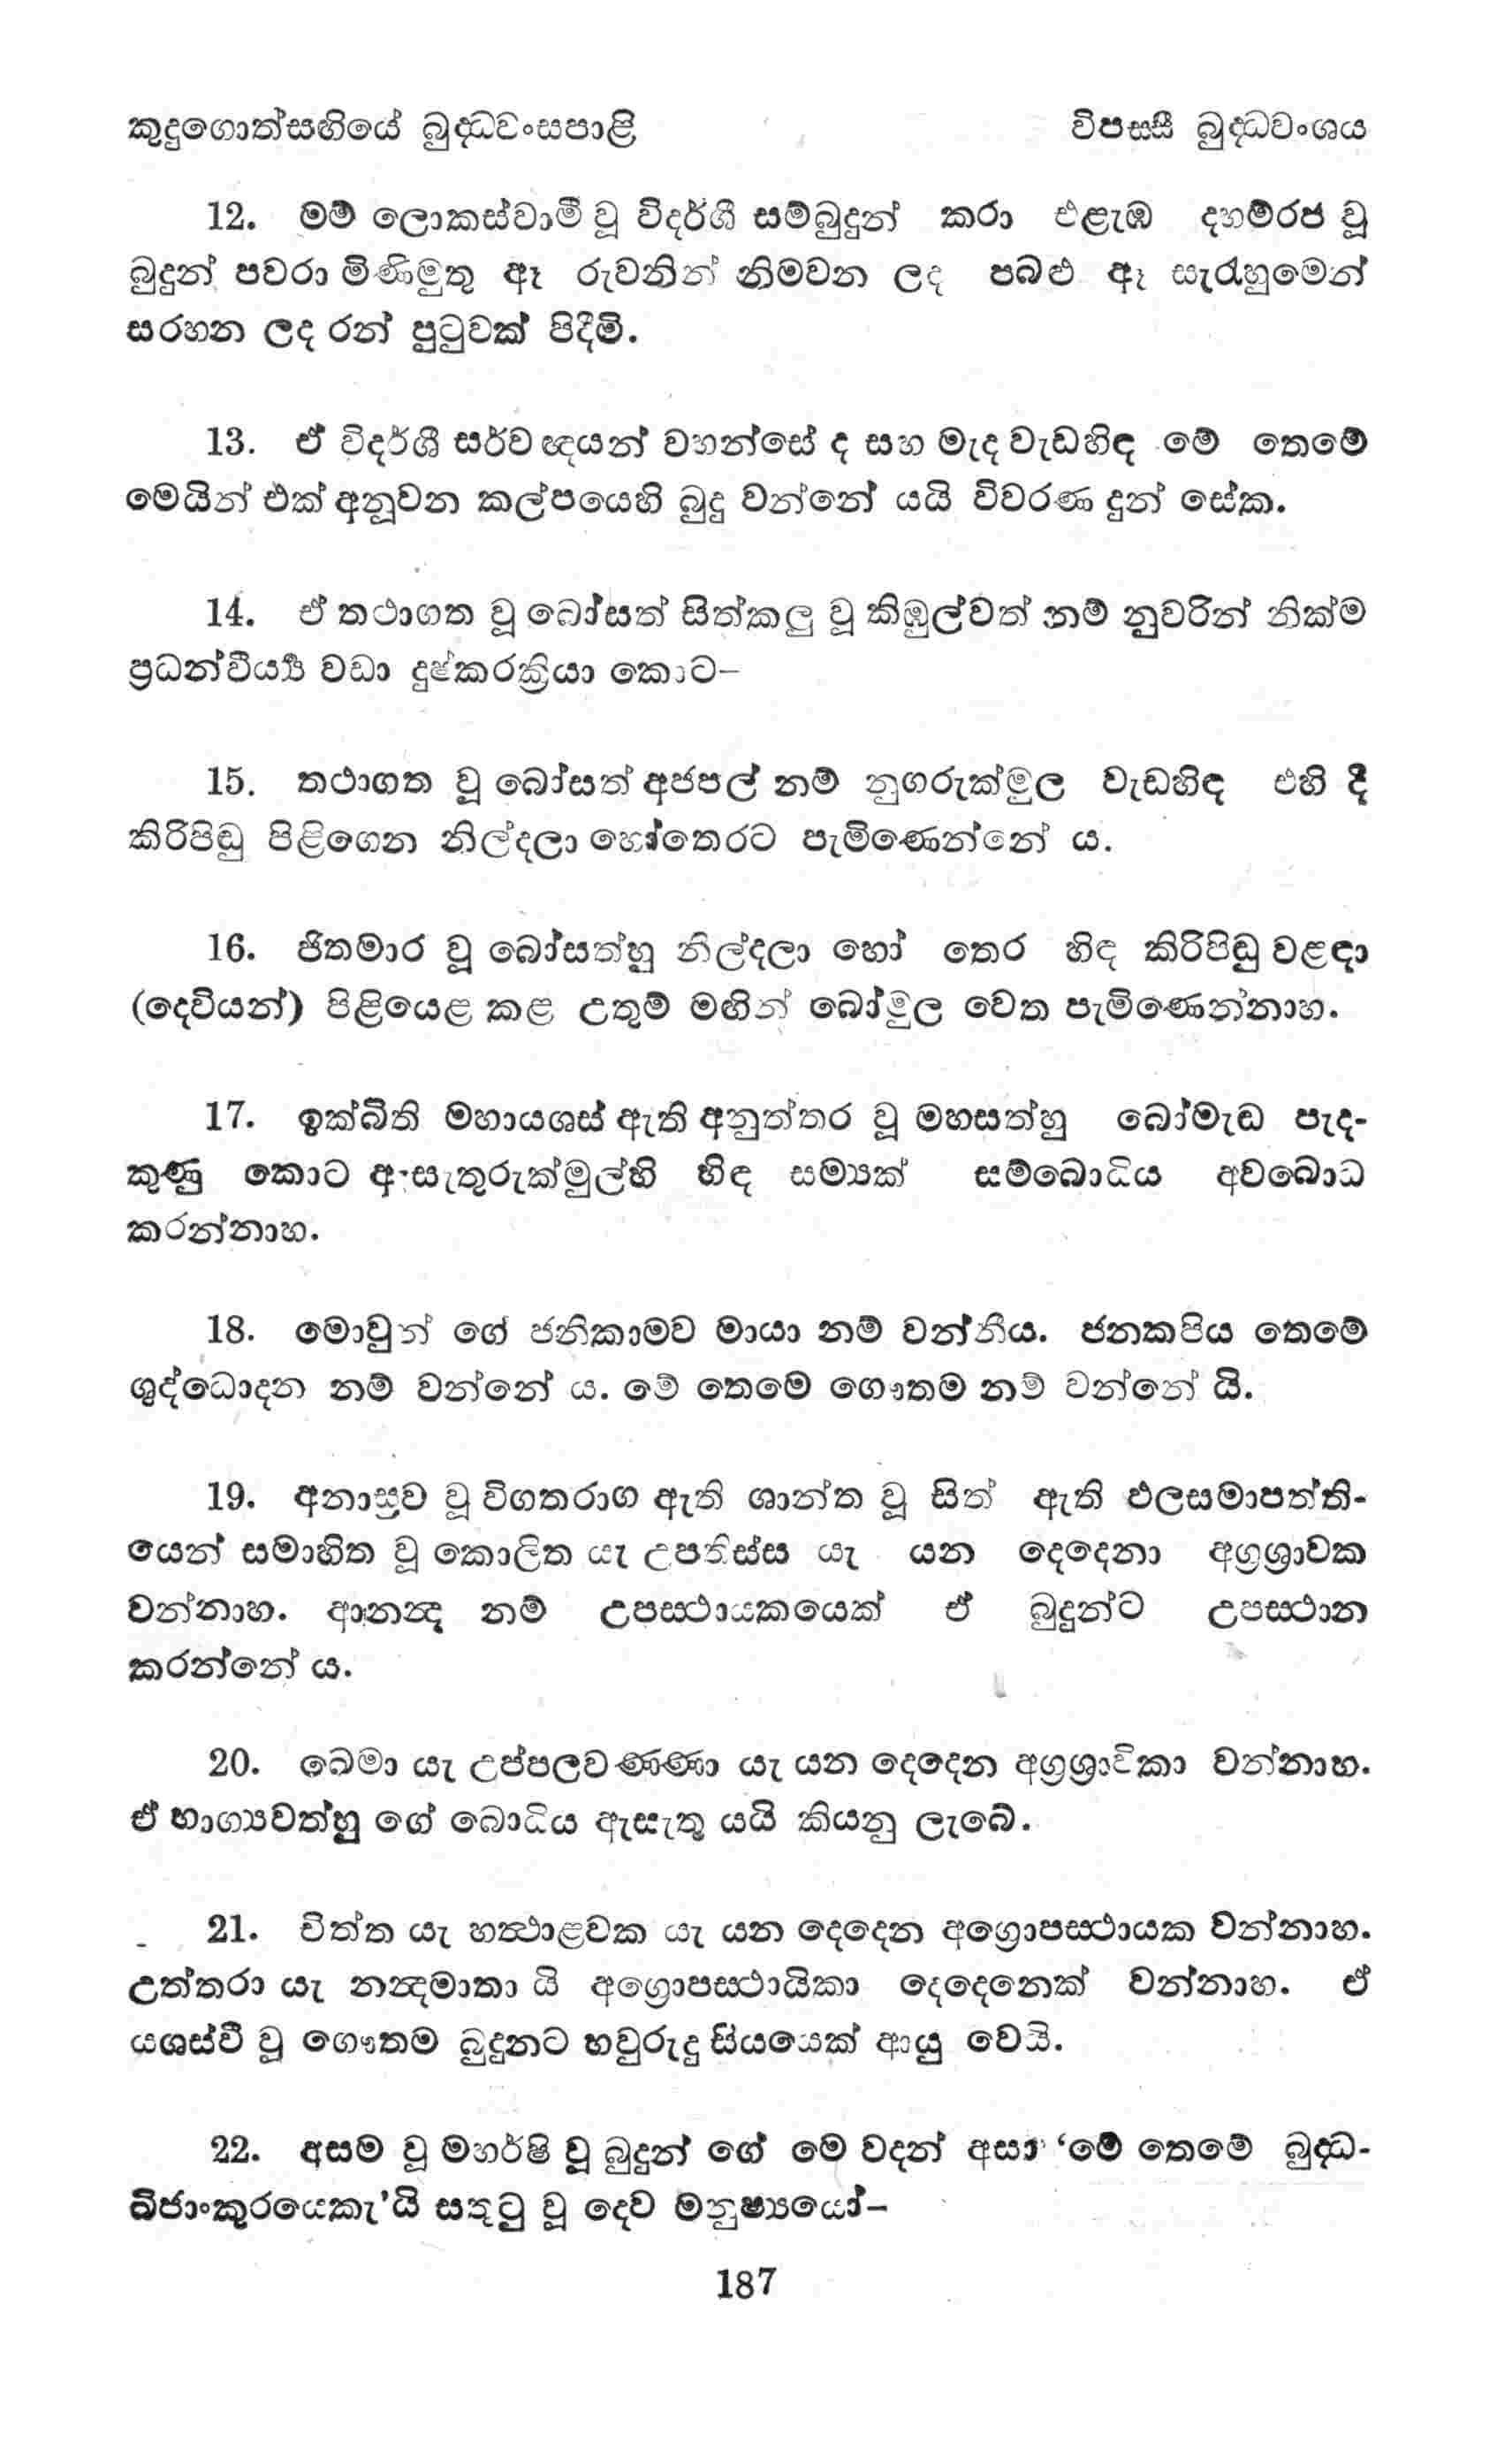 කුදුගොත්සඟියේ බුද්ධවංසපාළි විපස්සී බුද්ධවංශය
12. මම් ලොකස්වාමී වූ විදර්ශී සම්බුදුන් කරා එළැඹ දහම්රජ වූ
බුදුන් පවරා මිණිමුතු ඈ රුවනින් නිමවන ලද පබළු ඈ සැරැහුමෙන්
සරහන ලද රන් පුටුවක් පිදීමි.
13. ඒ විදර්ශී සර්වඥයන් වහන්සේ ද සඟ මැද වැඩහිඳ මේ තෙමේ
මෙයින් එක් අනූවන කල්පයෙහි බුදු වන්නේ යයි විවරණ දුන් සේක.
14. ඒ තථාගත වූ බෝසත් සිත්කලු වූ කිඹුල්වත් නම් නුවරින් නික්ම
ප්‍රධන්වීර්‍ය්‍ය වඩා දුෂ්කරක්‍රියා කොට–
15. තථාගත වූ බෝසත් අජපල් නම් නුගරුක්මුල වැඩහිඳ එහි දී
කිරිපිඬු පිළිගෙන නිල්දලා හෝතෙරට පැමිණෙන්නේ ය.
16. ජිතමාර වූ බෝසත්හු නිල්දලා හෝ තෙර හිඳ කිරිපිඬු වළඳා
(දෙවියන්) පිළියෙළ කළ උතුම් මඟින් බෝමුල වෙත පැමිණෙන්නාහ.
17. ඉක්බිති මහායශස් ඇති අනුත්තර වූ මහසත්හු බෝමැඬ පැද-
කුණු කොට ඇසැතුරුක්මුල්හි හිඳ සම්‍යක් සම්බොධිය අවබොධ
කරන්නාහ.
18. මොවුන් ගේ ජනිකාමව මායා නම් වන්නීය. ජනකපිය තෙමේ
ශුද්ධොදන නම් වන්නේ ය. මේ තෙමේ ගෞතම නම් වන්නේ යි.
19. අනාස්‍රව වූ විගතරාග ඇති ශාන්ත වූ සිත් ඇති ඵලසමාපත්ති-
යෙන් සමාහිත වූ කොලිත යැ උපතිස්ස යැ යන දෙදෙනා අග්‍රශ්‍රාවක
වන්නාහ. ආනන්‍ද නම් උපස්ථායකයෙක් ඒ බුදුන්ට උපස්ථාන
කරන්නේ ය.
20. ඛෙමා යැ උප්පලවණ්ණා යැ යන දෙදෙන අග්‍රශ්‍රාවිකා වන්නාහ.
ඒ භාග්‍යවත්හු ගේ බොධිය ඇසැතු යයි කියනු ලැබේ.
21. චිත්ත යැ හත්‍ථාළවක යැ යන දෙදෙන අග්‍රොපස්ථායක වන්නාහ.
උත්තරා යැ නන්‍දමාතා යි අග්‍රොපස්ථායිකා දෙදෙනෙක් වන්නාහ. ඒ
යශස්වී වූ ගෞතම බුදුනට හවුරුදු සියයෙක් ආයු වෙයි.
22. අසම වූ මහර්ෂි වූ බුදුන් ගේ මෙ වදන් අසා ‘මේ තෙමේ බුද්ධ-
බීජාංකුරයෙකැ’යි සතුටු වූ දෙව මනුෂ්‍යයෝ–
187